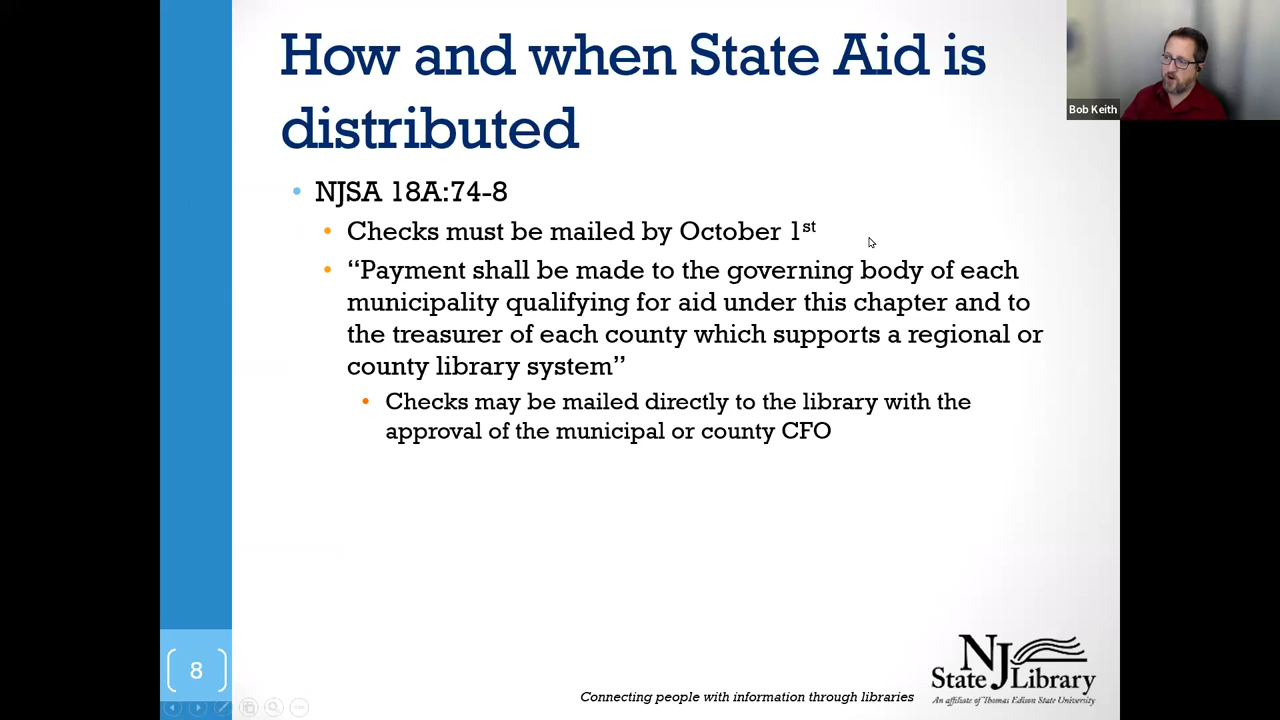 How and when State Aid is
distributed
Bob Keith
• NJSA 18A:74-8
• Checks must be mailed by October 1st
• “Payment shall be made to the governing body of each
municipality qualifying for aid under this chapter and to
the treasurer of each county which supports a regional or
county library system”
• Checks may be mailed directly to the library with the
approval of the municipal or county CFO
8
Connecting people with information through libraries
NJ
State Library
An affiliate of Thomas Edison State University